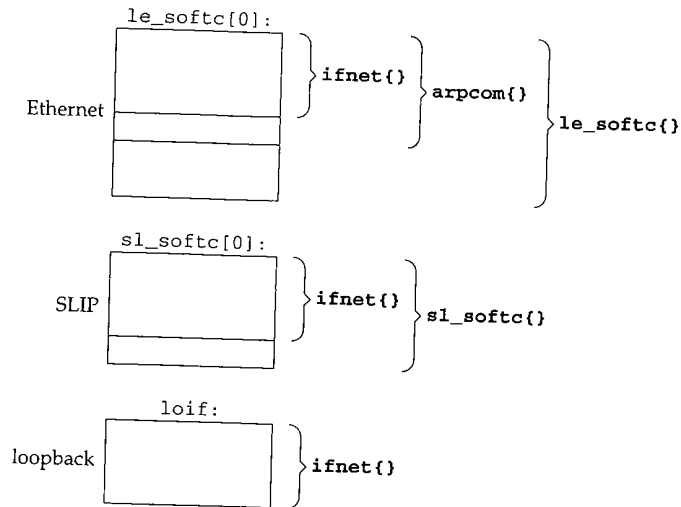 le_softc[0]:
Ethernet
ifnet{}
arpcom{}
le_softc{}
sl_softc[0]:
SLIP
ifnet{}
sl_softc{}
loif:
loopback
ifnet{}